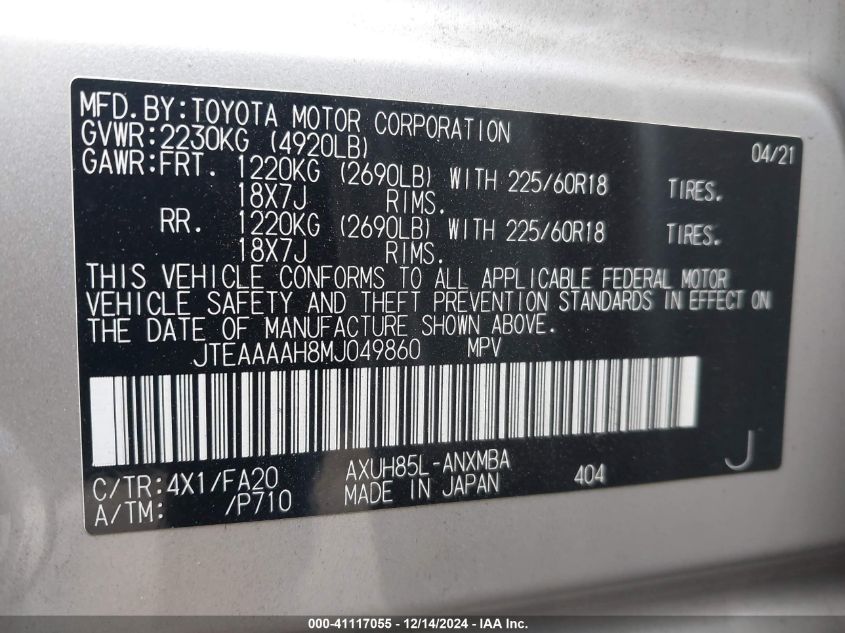 MFD.BY:TOYOTA MOTOR CORPORATION 04/21
GVWR:2230KG (4920LB)
GAWR:FRT. 1220KG (2690LB) WITH 225/60R18 TIRES.
18X7J RIMS.
RR. 1220KG (2690LB) WITH 225/60R18 TIRES.
18X7J RIMS.
THIS VEHICLE CONFORMS TO ALL APPLICABLE FEDERAL MOTOR
VEHICLE SAFETY AND THEFT PREVENTION STANDARDS IN EFFECT ON
THE DATE OF MANUFACTURE SHOWN ABOVE.
JTEAAAAH8MJ049860 MPV
C/TR:4X1/FA20 AXUH85L-ANXMBA 404 J
A/TM: /P710 MADE IN JAPAN
000-41117055 - 12/14/2024 - IAA Inc.